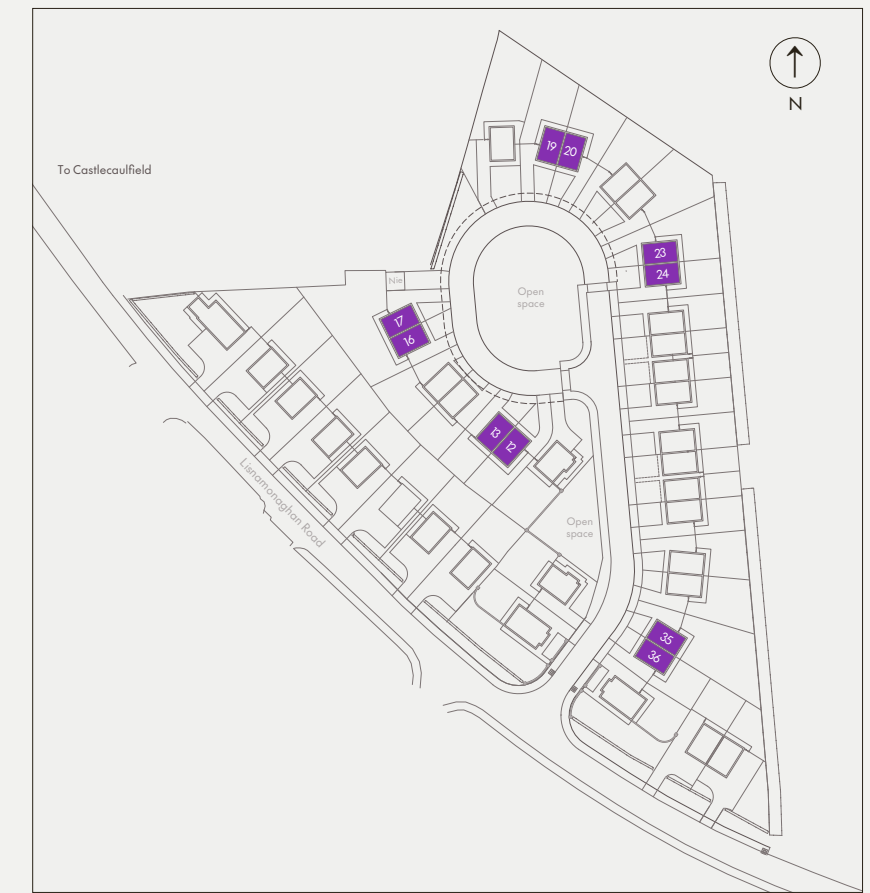 N
To Castlecaulfield
19 20
23
24
Nie
Open
space
17
16
13 12
Lisnamonaghan Road
Open
space
35
36